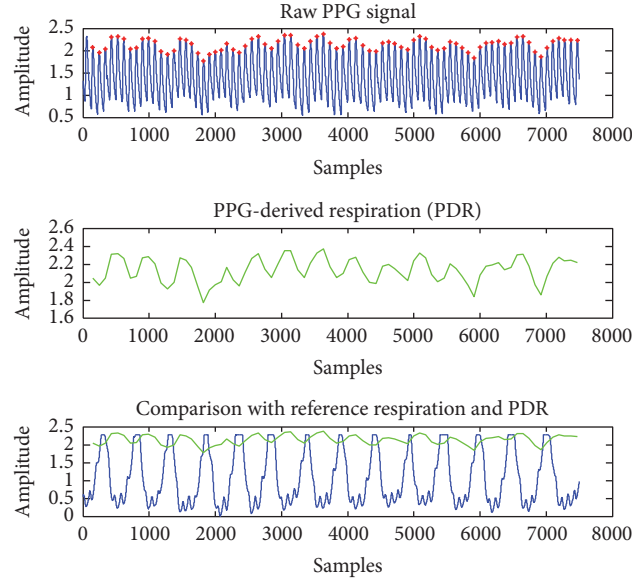 Raw PPG signal
Amplitude
2.5
2
1.5
1
0.5
0 1000 2000 3000 4000 5000 6000 7000 8000
Samples
PPG-derived respiration (PDR)
Amplitude
2.6
2.4
2.2
2
1.8
1.6
0 1000 2000 3000 4000 5000 6000 7000 8000
Samples
Comparison with reference respiration and PDR
Amplitude
2.5
2
1.5
1
0.5
0
0 1000 2000 3000 4000 5000 6000 7000 8000
Samples